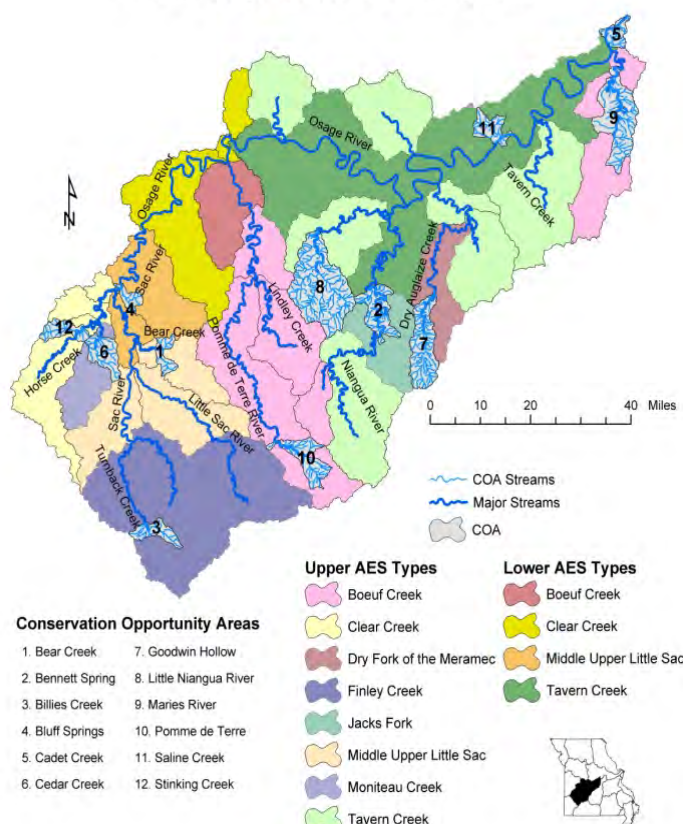 5
9
11
Osage River
Tavern Creek
Osage River
N
Sac River
8
Lindley Creek
2
Dry Auglaize Creek
4
12
Bear Creek
1
6
7
Horse Creek
Pomme de Terre River
Niangua River
Sac River
Little Sac River
0 10 20 40 Miles
10
Turnback Creek
3
COA Streams
Major Streams
COA
Upper AES Types
Boeuf Creek
Clear Creek
Dry Fork of the Meramec
Finley Creek
Jacks Fork
Middle Upper Little Sac
Moniteau Creek
Tavern Creek
Lower AES Types
Boeuf Creek
Clear Creek
Middle Upper Little Sac
Tavern Creek
Conservation Opportunity Areas
1. Bear Creek
2. Bennett Spring
3. Billies Creek
4. Bluff Springs
5. Cadet Creek
6. Cedar Creek
7. Goodwin Hollow
8. Little Niangua River
9. Maries River
10. Pomme de Terre
11. Saline Creek
12. Stinking Creek